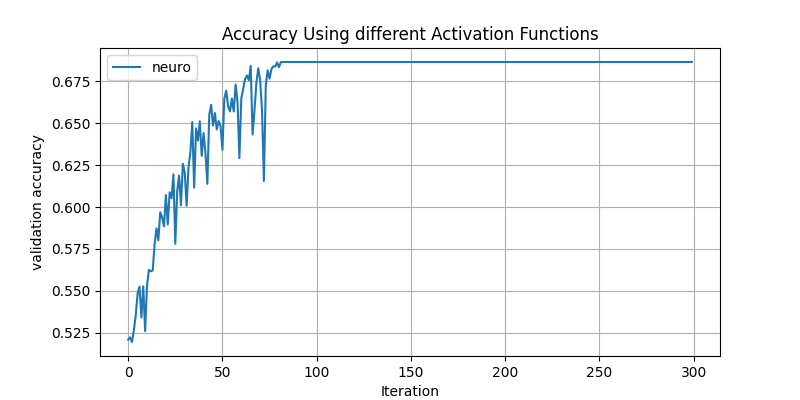 Accuracy Using different Activation Functions
neuro
validation accuracy
0.675
0.650
0.625
0.600
0.575
0.550
0.525
0 50 100 150 200 250 300
Iteration